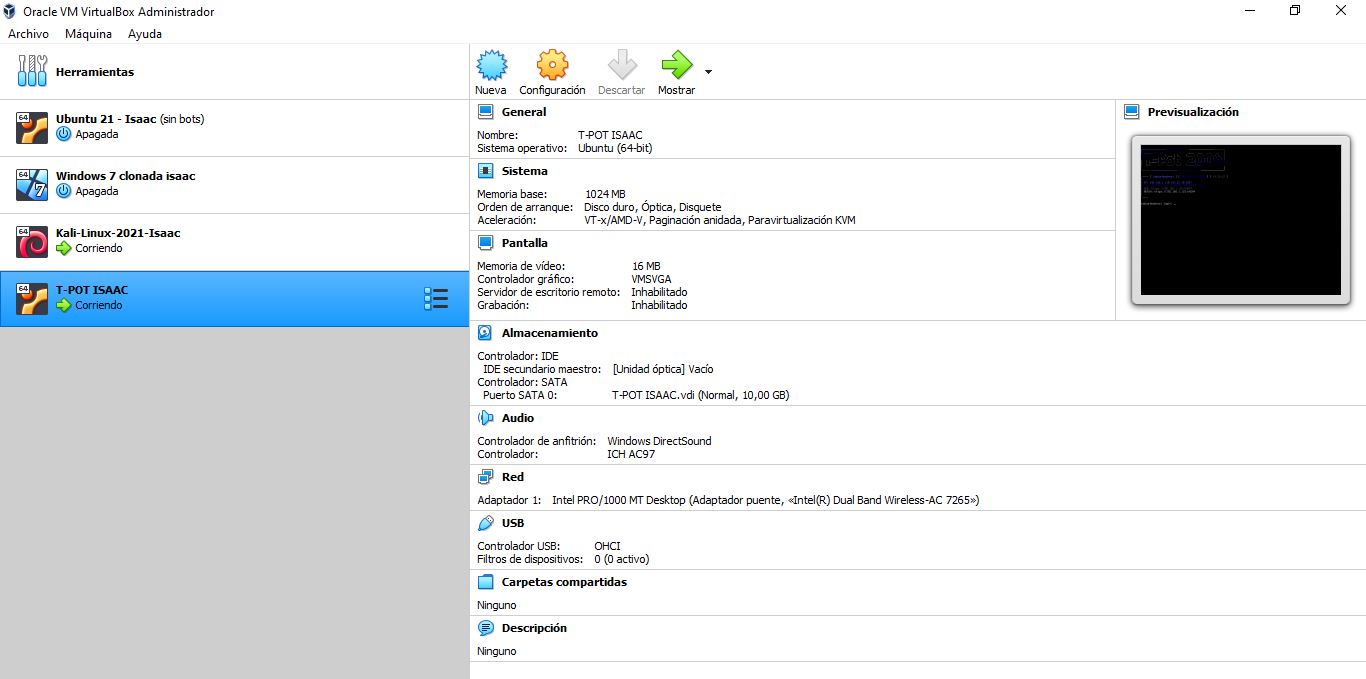 Oracle VM VirtualBox Administrador
Archivo Máquina Ayuda
Herramientas
Nueva Configuración Descartar Mostrar
64
Ubuntu 21 - Isaac (sin bots)
Apagada
64
7
Windows 7 clonada isaac
Apagada
64
Kali-Linux-2021-Isaac
Corriendo
64
T-POT ISAAC
Corriendo
General
Nombre: T-POT ISAAC
Sistema operativo: Ubuntu (64-bit)
Previsualización
Sistema
Memoria base: 1024 MB
Orden de arranque: Disco duro, Óptica, Disquete
Aceleración: VT-x/AMD-V, Paginación anidada, Paravirtualización KVM
Pantalla
Memoria de vídeo: 16 MB
Controlador gráfico: VMSVGA
Servidor de escritorio remoto: Inhabilitado
Grabación: Inhabilitado
Almacenamiento
Controlador: IDE
IDE secundario maestro: [Unidad óptica] Vacío
Controlador: SATA
Puerto SATA 0: T-POT ISAAC.vdi (Normal, 10,00 GB)
Audio
Controlador de anfitrión: Windows DirectSound
Controlador: ICH AC97
Red
Adaptador 1: Intel PRO/1000 MT Desktop (Adaptador puente, «Intel(R) Dual Band Wireless-AC 7265»)
USB
Controlador USB: OHCI
Filtros de dispositivos: 0 (0 activo)
Carpetas compartidas
Ninguno
Descripción
Ninguno